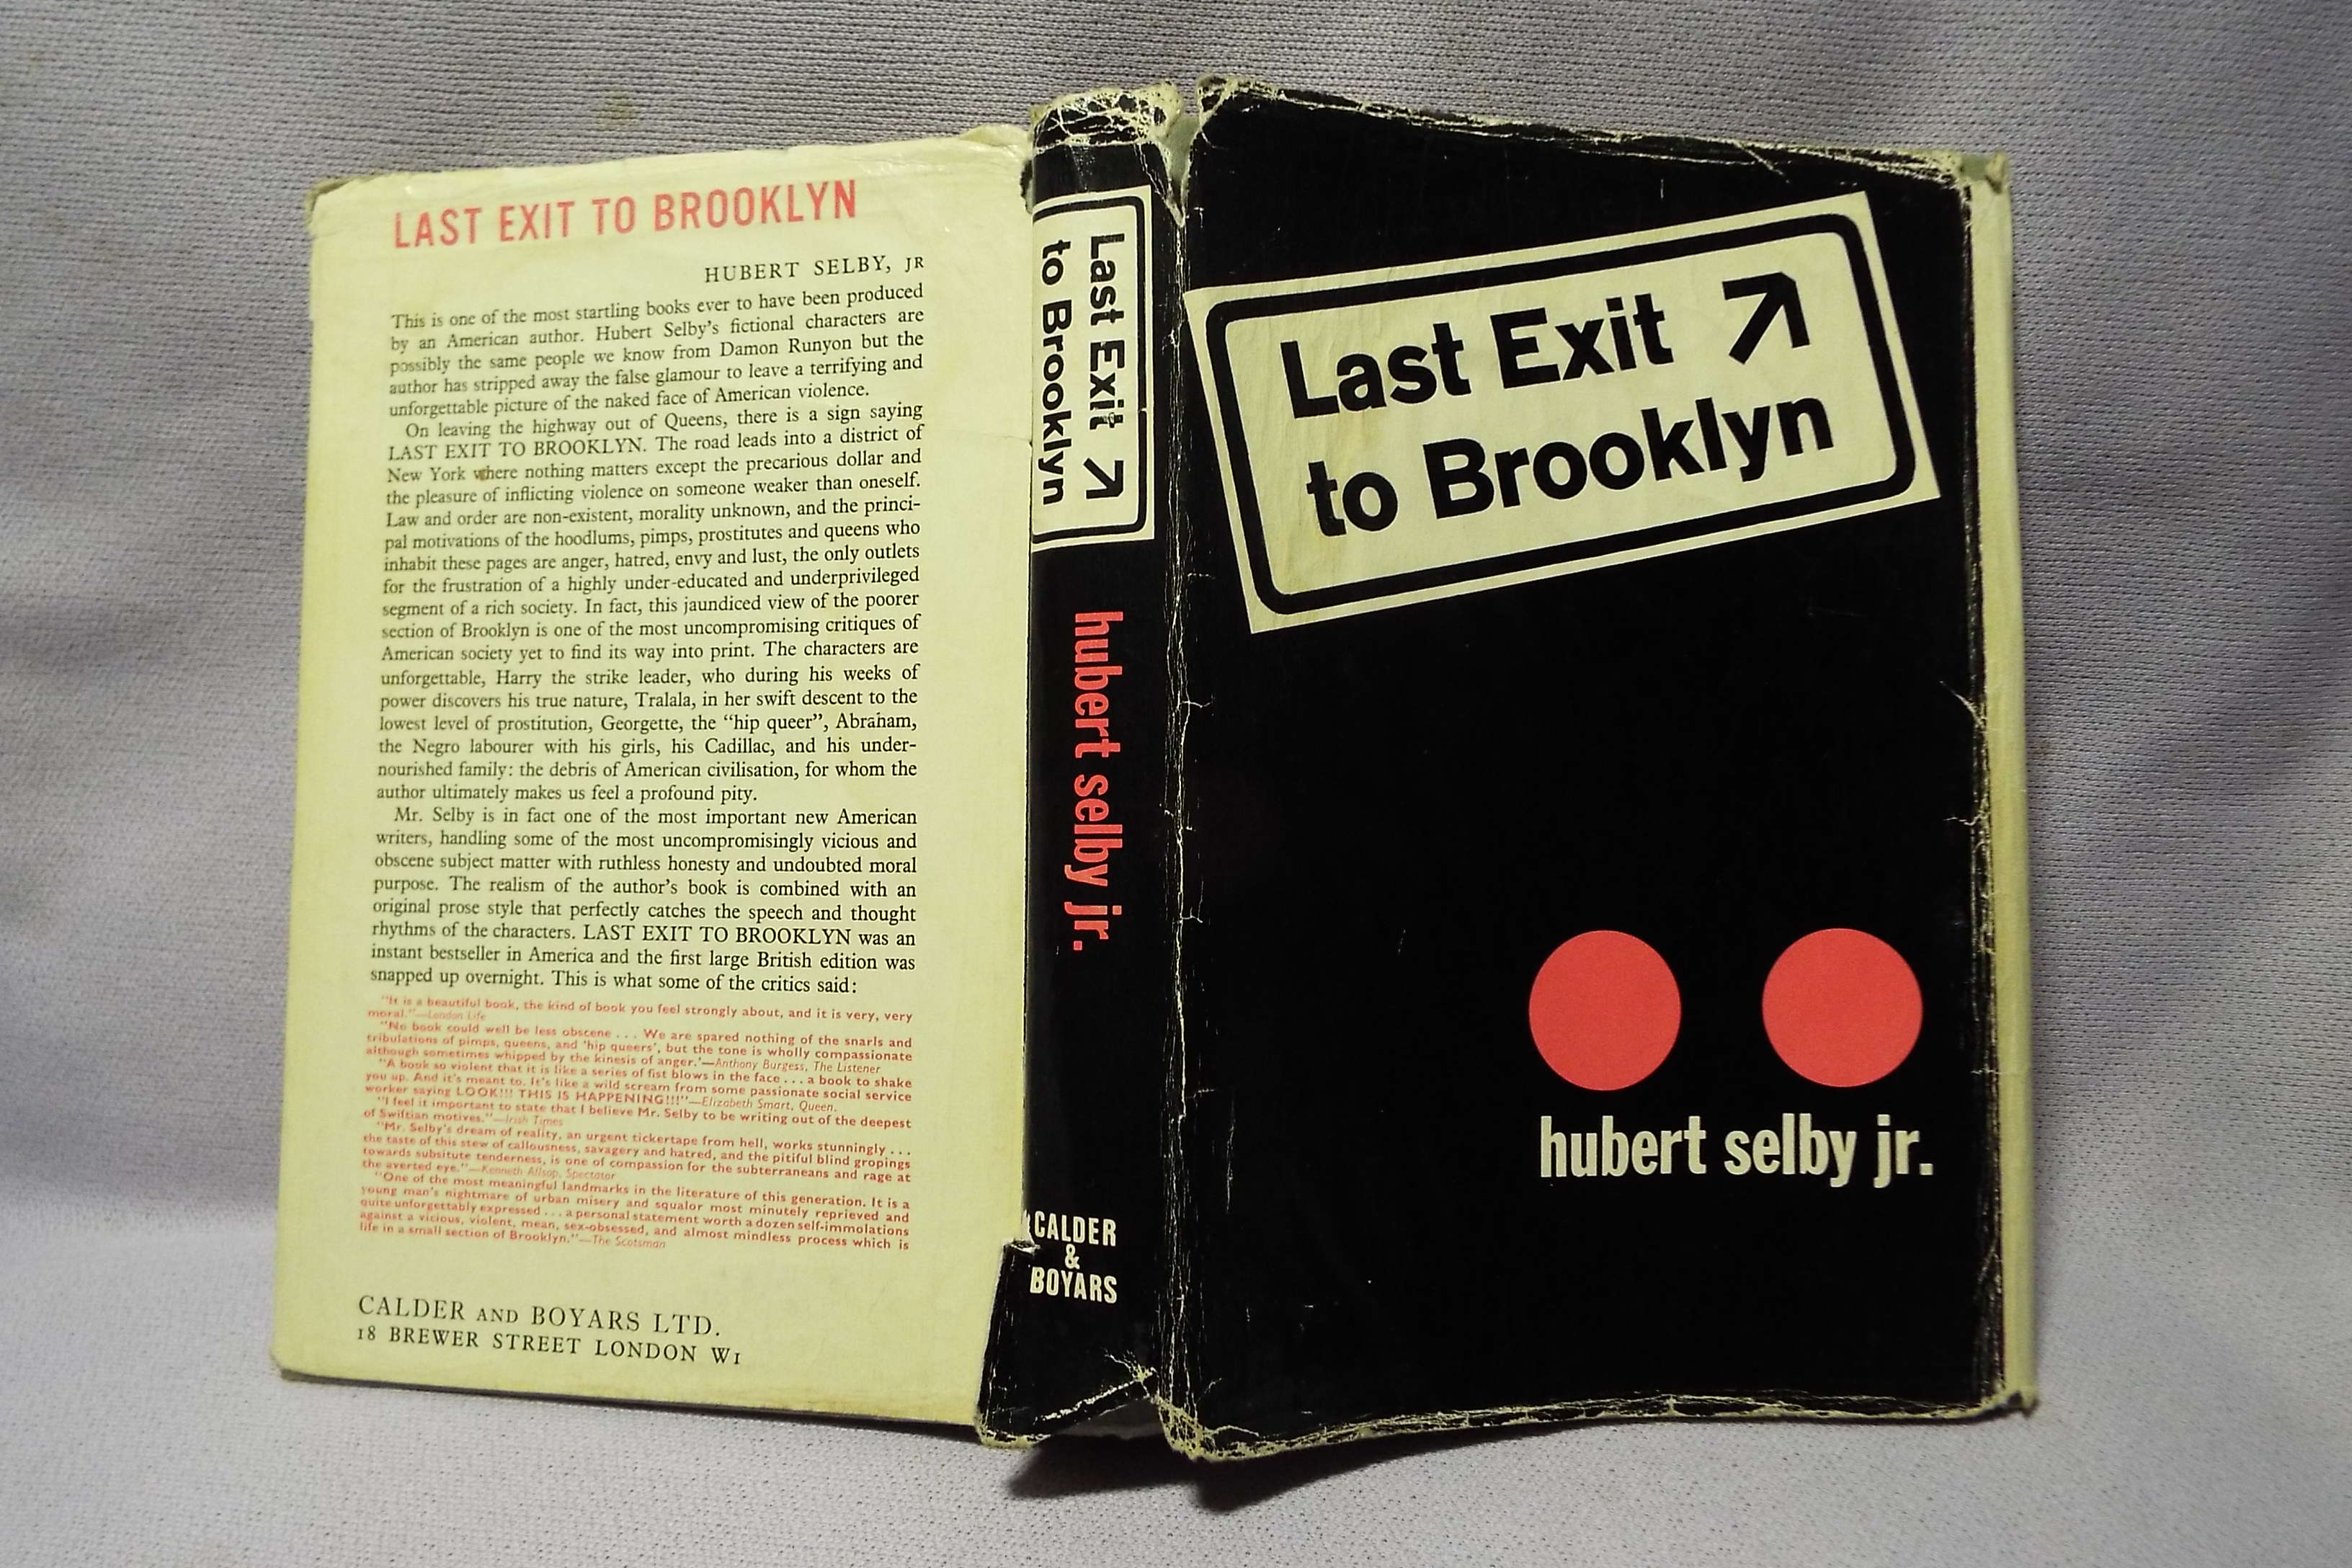 LAST EXIT TO BROOKLYN
HUBERT SELBY, JR
This is one of the most startling books ever to have been produced
by an American author. Hubert Selby's fictional characters are
possibly the same people we know from Damon Runyon but the
author has stripped away the false glamour to leave a terrifying and
unforgettable picture of the naked face of American violence.
On leaving the highway out of Queens, there is a sign saying
LAST EXIT TO BROOKLYN. The road leads into a district of
New York where nothing matters except the precarious dollar and
the pleasure of inflicting violence on someone weaker than oneself.
Law and order are non-existent, morality unknown, and the princi-
pal motivations of the hoodlums, pimps, prostitutes and queens who
inhabit these pages are anger, hatred, envy and lust, the only outlets
for the frustration of a highly under-educated and underprivileged
segment of a rich society. In fact, this jaundiced view of the poorer
section of Brooklyn is one of the most uncompromising critiques of
American society yet to find its way into print. The characters are
unforgettable, Harry the strike leader, who during his weeks of
power discovers his true nature, Tralala, in her swift descent to the
lowest level of prostitution, Georgette, the "hip queer", Abraham,
the Negro labourer with his girls, his Cadillac, and his under-
nourished family: the debris of American civilisation, for whom the
author ultimately makes us feel a profound pity.
Mr. Selby is in fact one of the most important new American
writers, handling some of the most uncompromisingly vicious and
obscene subject matter with ruthless honesty and undoubted moral
purpose. The realism of the author's book is combined with an
original prose style that perfectly catches the speech and thought
rhythms of the characters. LAST EXIT TO BROOKLYN was an
instant bestseller in America and the first large British edition was
snapped up overnight. This is what some of the critics said:
"It is a beautiful book, the kind of book you feel strongly about, and it is very, very
moral."—London Life
"No book could well be less obscene . . . We are spared nothing of the snarls and
tribulations of pimps, queens, and 'hip queers', but the tone is wholly compassionate
although sometimes whipped by the kinesis of anger.'—Anthony Burgess, The Listener
"A book so violent that it is like a series of fist blows in the face . . . a book to shake
you up. And it's meant to. It's like a wild scream from some passionate social service
worker saying LOOK!!! THIS IS HAPPENING!!!"—Elizabeth Smart, Queen.
"I feel it important to state that I believe Mr. Selby to be writing out of the deepest
of Swiftian motives."—Irish Times
"Mr. Selby's dream of reality, an urgent tickertape from hell, works stunningly . . .
the taste of this stew of callousness, savagery and hatred, and the pitiful blind gropings
towards subsitute tenderness, is one of compassion for the subterraneans and rage at
the averted eye."—Kenneth Allsop, Spectator
"One of the most meaningful landmarks in the literature of this generation. It is a
young man's nightmare of urban misery and squalor most minutely reprieved and
quite unforgettably expressed . . . a personal statement worth a dozen self-immolations
against a vicious, violent, mean, sex-obsessed, and almost mindless process which is
life in a small section of Brooklyn."—The Scotsman
CALDER AND BOYARS LTD.
18 BREWER STREET LONDON W1
Last Exit
to Brooklyn
hubert selby jr.
CALDER
&
BOYARS
Last Exit
to Brooklyn
hubert selby jr.